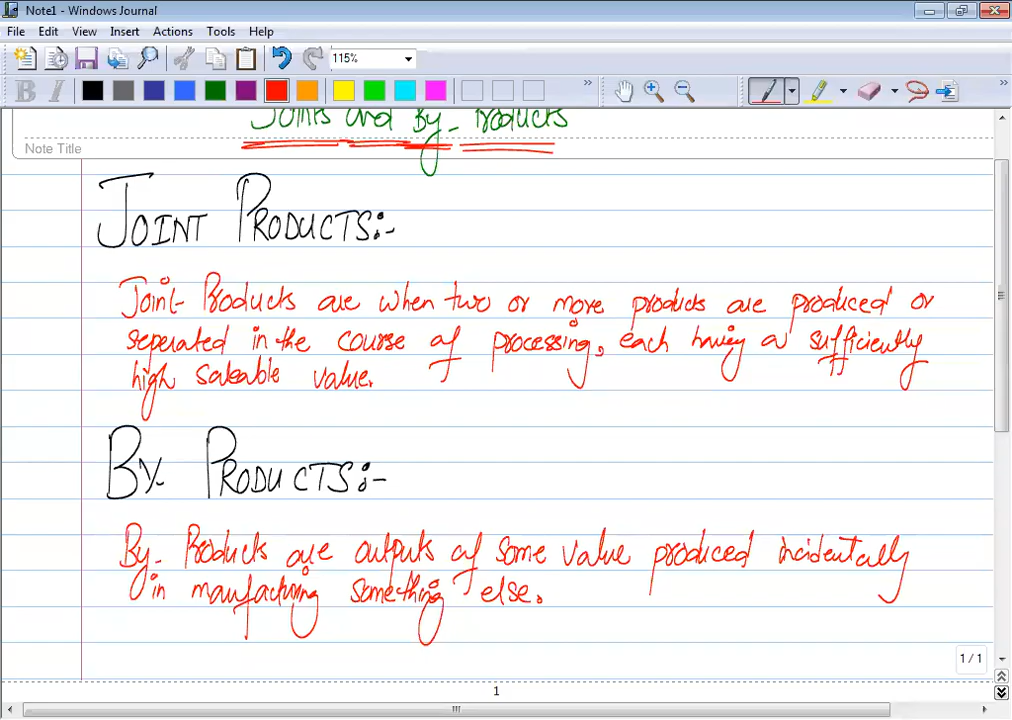 Note1 - Windows Journal
File Edit View Insert Actions Tools Help
115%
B I
Joints and By- Products
Note Title
JOINT PRODUCTS:-
Joint- Products are when two or more products are produced or
seperated in the course of processing, each having a sufficiently
high saleable value.
BY- PRODUCTS:-
By- Products are outputs of some value produced incidentally
in manufacturing something else.
1 / 1
1